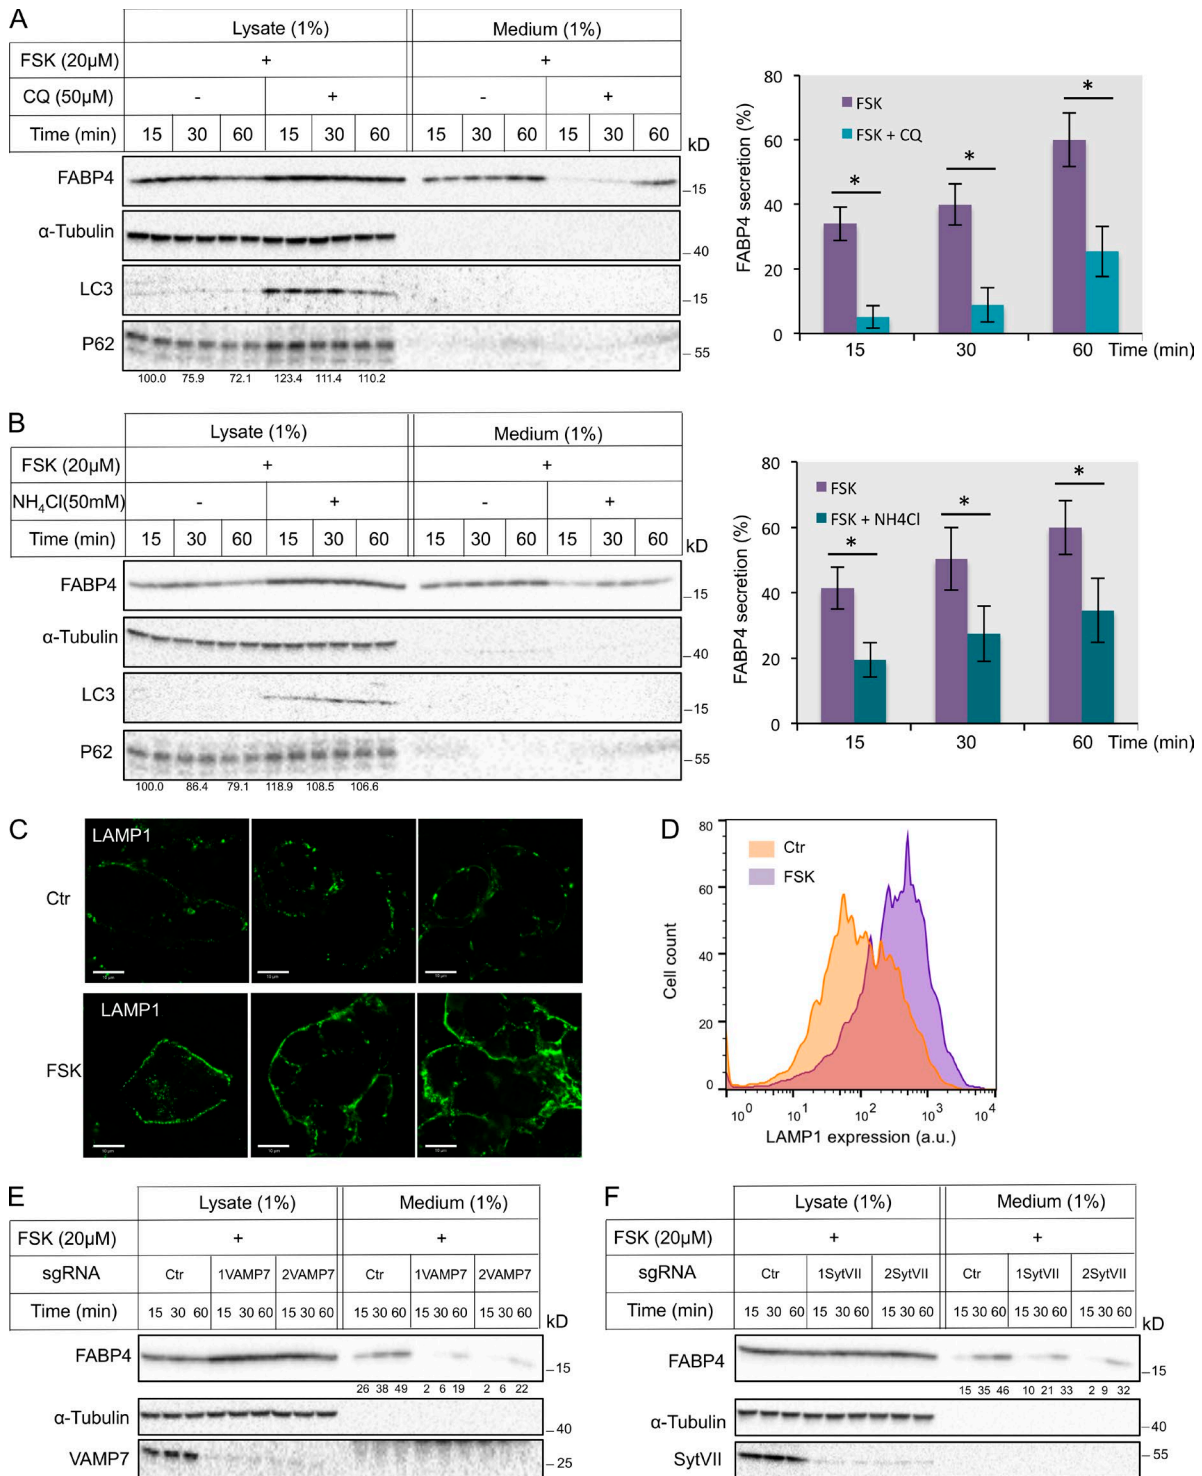 A
Lysate (1%) Medium (1%)
FSK (20μM) + +
CQ (50μM) - + - +
Time (min) 15 30 60 15 30 60 15 30 60 15 30 60 kD
FABP4 15
α-Tubulin 40
LC3 15
P62 55
100.0 75.9 72.1 123.4 111.4 110.2
80
60
40
20
0
FABP4 secretion (%)
FSK
FSK + CQ
* * *
15 30 60 Time (min)
B
Lysate (1%) Medium (1%)
FSK (20μM) + +
NH4Cl(50mM) - + - +
Time (min) 15 30 60 15 30 60 15 30 60 15 30 60 kD
FABP4 15
α-Tubulin 40
LC3 15
P62 55
100.0 86.4 79.1 118.9 108.5 106.6
80
60
40
20
0
FABP4 secretion (%)
FSK
FSK + NH4Cl
* * *
15 30 60 Time (min)
C
LAMP1
Ctr
10 μm 10 μm 10 μm
LAMP1
FSK
10 μm 10 μm 10 μm
D
80
60
40
20
0
Cell count
Ctr
FSK
10^0 10^1 10^2 10^3 10^4
LAMP1 expression (a.u.)
E
Lysate (1%) Medium (1%)
FSK (20μM) + +
sgRNA Ctr 1VAMP7 2VAMP7 Ctr 1VAMP7 2VAMP7
Time (min) 15 30 60 15 30 60 15 30 60 15 30 60 15 30 60 15 30 60 kD
FABP4 15
26 38 49 2 6 19 2 6 22
α-Tubulin 40
VAMP7 25
F
Lysate (1%) Medium (1%)
FSK (20μM) + +
sgRNA Ctr 1SytVII 2SytVII Ctr 1SytVII 2SytVII
Time (min) 15 30 60 15 30 60 15 30 60 15 30 60 15 30 60 15 30 60 kD
FABP4 15
15 35 46 10 21 33 2 9 32
α-Tubulin 40
SytVII 55